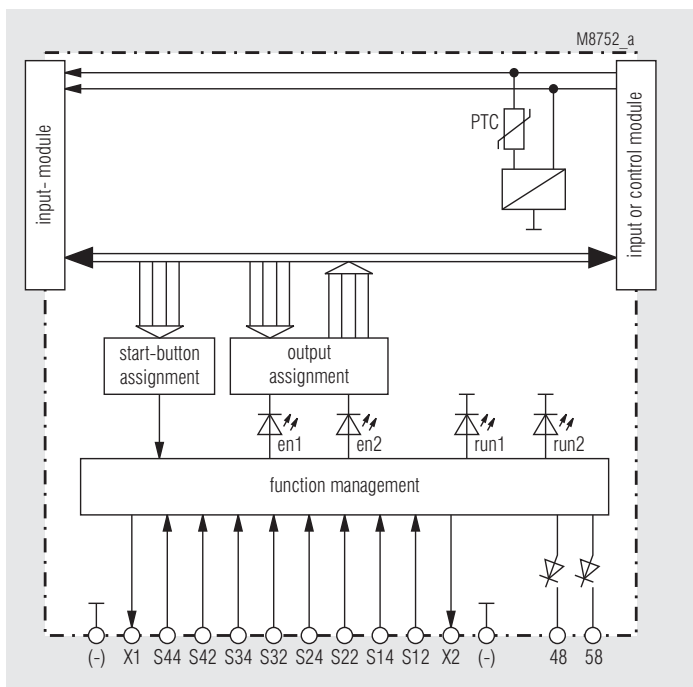 M8752_a
input- module
PTC
input or control module
start-button
assignment
output
assignment
en1
en2
run1
run2
function management
(-) X1 S44 S42 S34 S32 S24 S22 S14 S12 X2 (-) 48 58